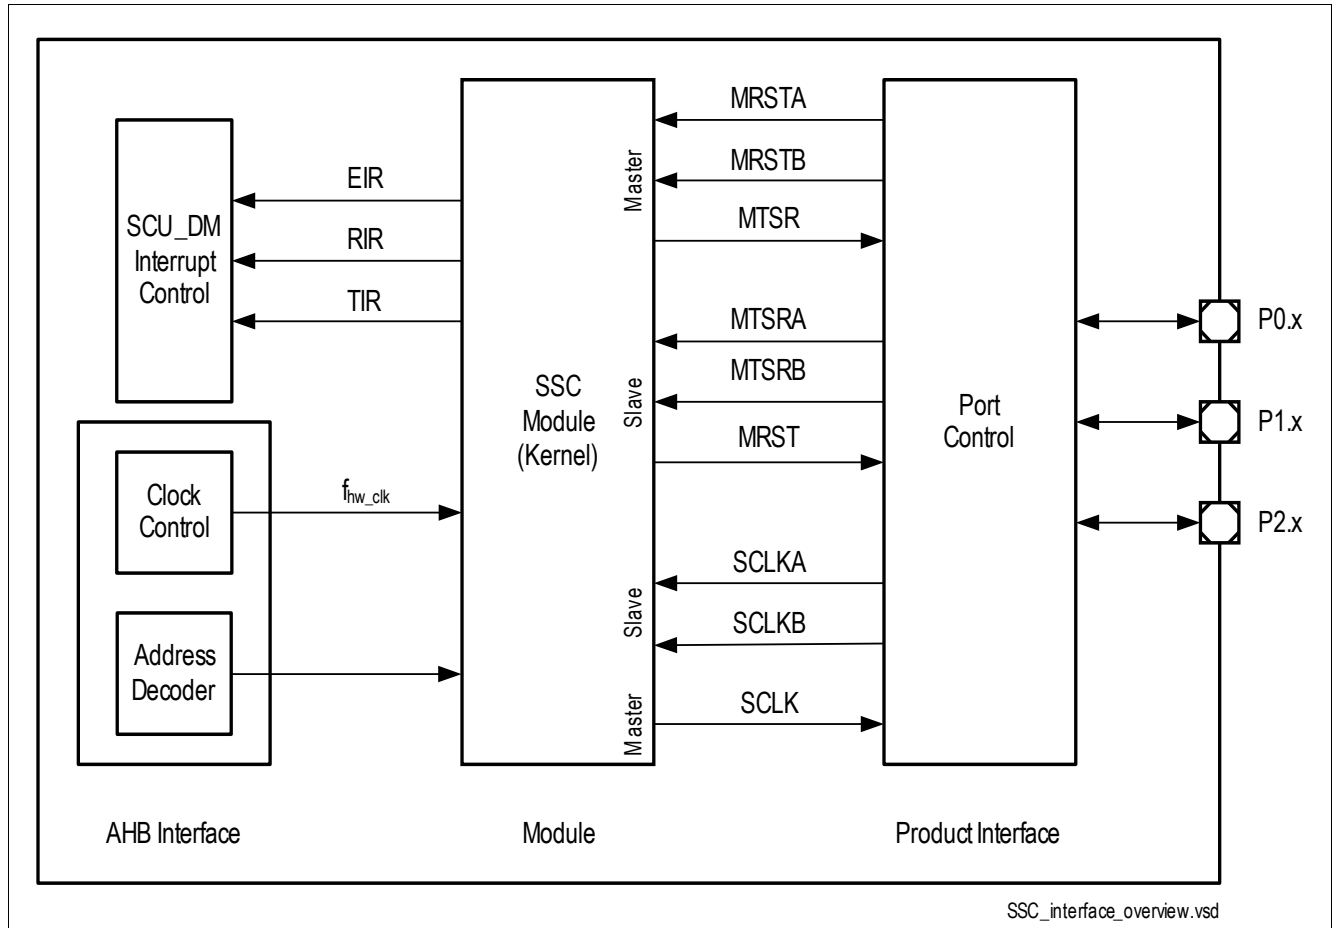 MRSTA
MRSTB
MTSR
Master
EIR
RIR
TIR
SCU_DM
Interrupt
Control
MTSRA
MTSRB
MRST
Slave
SSC
Module
(Kernel)
Port
Control
P0.x
P1.x
P2.x
Clock
Control
fhw_clk
Address
Decoder
SCLKA
SCLKB
Slave
SCLK
Master
AHB Interface
Module
Product Interface
SSC_interface_overview.vsd